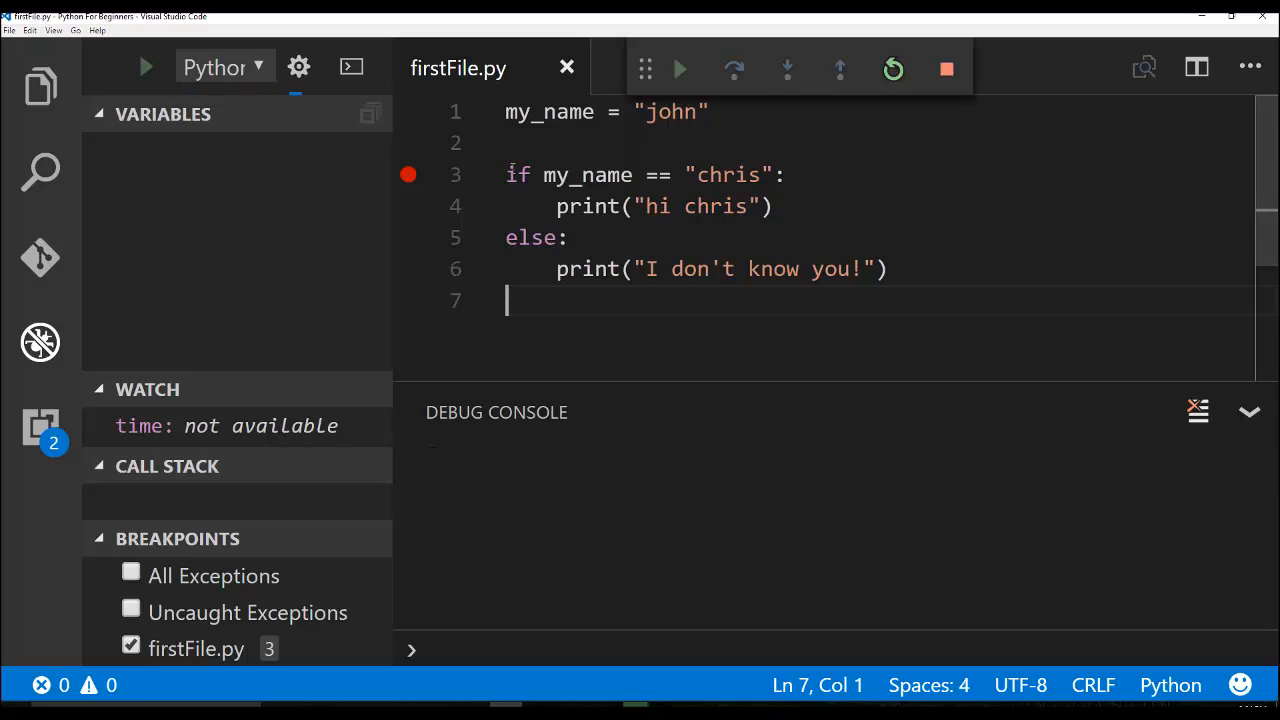 firstFile.py - Python For Beginners - Visual Studio Code
File Edit View Go Help
Python
firstFile.py
VARIABLES
1 my_name = "john"
2
3 if my_name == "chris":
4 print("hi chris")
5 else:
6 print("I don't know you!")
7
WATCH
time: not available
CALL STACK
BREAKPOINTS
All Exceptions
Uncaught Exceptions
firstFile.py 3
2
DEBUG CONSOLE
0 0 Ln 7, Col 1 Spaces: 4 UTF-8 CRLF Python